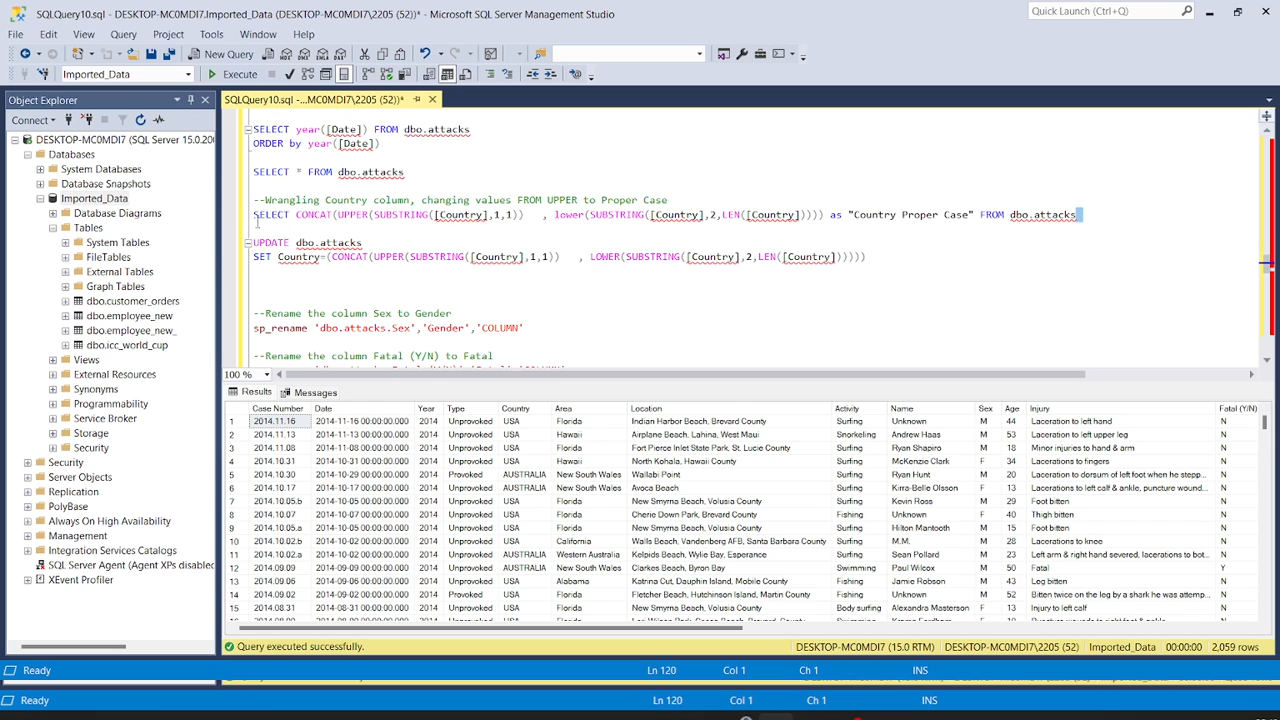 SQLQuery10.sql - DESKTOP-MC0MDI7.Imported_Data (DESKTOP-MC0MDI7\2205 (52))* - Microsoft SQL Server Management Studio
Quick Launch (Ctrl+Q)
File Edit View Query Project Tools Window Help
New Query
MDX DMX XMLA DAX
Imported_Data
Execute
Object Explorer
SQLQuery10.sql -...MC0MDI7\2205 (52))*
Connect
DESKTOP-MC0MDI7 (SQL Server 15.0.200
Databases
System Databases
Database Snapshots
Imported_Data
Database Diagrams
Tables
System Tables
FileTables
External Tables
Graph Tables
dbo.customer_orders
dbo.employee_new
dbo.employee_new_
dbo.icc_world_cup
Views
External Resources
Synonyms
Programmability
Service Broker
Storage
Security
Security
Server Objects
Replication
PolyBase
Always On High Availability
Management
Integration Services Catalogs
SQL Server Agent (Agent XPs disabled
XEvent Profiler
SELECT year([Date]) FROM dbo.attacks
ORDER by year([Date])
SELECT * FROM dbo.attacks
--Wrangling Country column, changing values FROM UPPER to Proper Case
SELECT CONCAT(UPPER(SUBSTRING([Country],1,1)) , lower(SUBSTRING([Country],2,LEN([Country])))) as "Country Proper Case" FROM dbo.attacks
UPDATE dbo.attacks
SET Country=(CONCAT(UPPER(SUBSTRING([Country],1,1)) , LOWER(SUBSTRING([Country],2,LEN([Country])))))
--Rename the column Sex to Gender
sp_rename 'dbo.attacks.Sex','Gender','COLUMN'
--Rename the column Fatal (Y/N) to Fatal
100 %
Results Messages
Case Number Date Year Type Country Area Location Activity Name Sex Age Injury Fatal (Y/N)
1 2014.11.16 2014-11-16 00:00:00.000 2014 Unprovoked USA Florida Indian Harbor Beach, Brevard County Surfing Unknown M 44 Laceration to left hand N
2 2014.11.13 2014-11-13 00:00:00.000 2014 Unprovoked USA Hawaii Airplane Beach, Lahina, West Maui Snorkeling Andrew Haas M 53 Laceration to left upper leg N
3 2014.11.08 2014-11-08 00:00:00.000 2014 Unprovoked USA Florida Fort Pierce Inlet State Park, St. Lucie County Surfing Ryan Shapiro M 18 Minor injuries to hand & arm N
4 2014.10.31 2014-10-31 00:00:00.000 2014 Unprovoked USA Hawaii North Kohala, Hawaii County Surfing McKenzie Clark F 34 Lacerations to fingers N
5 2014.10.30 2014-10-29 00:00:00.000 2014 Provoked AUSTRALIA New South Wales Wallabi Point Surfing Ryan Hunt M 20 Laceration to dorsum of left foot when he stepp... N
6 2014.10.17 2014-10-17 00:00:00.000 2014 Unprovoked AUSTRALIA New South Wales Avoca Beach Surfing Kirra-Belle Olsson F 13 Lacerations to left calf & ankle, puncture wound... N
7 2014.10.05.b 2014-10-05 00:00:00.000 2014 Unprovoked USA Florida New Smyrna Beach, Volusia County Surfing Kevin Ross M 29 Foot bitten N
8 2014.10.07 2014-10-07 00:00:00.000 2014 Unprovoked USA Florida Cherie Down Park, Brevard County Fishing Unknown M 40 Thigh bitten N
9 2014.10.05.a 2014-10-05 00:00:00.000 2014 Unprovoked USA Florida New Smyrna Beach, Volusia County Surfing Hilton Mantooth M 15 Foot bitten N
10 2014.10.02.b 2014-10-02 00:00:00.000 2014 Unprovoked USA California Walls Beach, Vandenberg AFB, Santa Barbara County Surfing M.M. M 28 Lacerations to knee N
11 2014.10.02.a 2014-10-02 00:00:00.000 2014 Unprovoked AUSTRALIA Western Australia Kelpids Beach, Wylie Bay, Esperance Surfing Sean Pollard M 23 Left arm & right hand severed, lacerations to bot... N
12 2014.09.09 2014-09-09 00:00:00.000 2014 Unprovoked AUSTRALIA New South Wales Clarkes Beach, Byron Bay Swimming Paul Wilcox M 50 Fatal Y
13 2014.09.06 2014-09-06 00:00:00.000 2014 Unprovoked USA Alabama Katrina Cut, Dauphin Island, Mobile County Fishing Jamie Robson M 43 Leg bitten N
14 2014.09.02 2014-09-02 00:00:00.000 2014 Provoked USA Florida Fletcher Beach, Hutchinson Island, Martin County Fishing Unknown M 52 Bitten twice on the leg by a shark he was attemp... N
15 2014.08.31 2014-08-31 00:00:00.000 2014 Unprovoked USA Florida New Smyrna Beach, Volusia County Body surfing Alexandra Masterson F 13 Injury to left calf N
Query executed successfully. DESKTOP-MC0MDI7 (15.0 RTM) DESKTOP-MC0MDI7\2205 (52) Imported_Data 00:00:00 2,059 rows
Ready Ln 120 Col 1 Ch 1 INS
Ready Ln 120 Col 1 Ch 1 INS